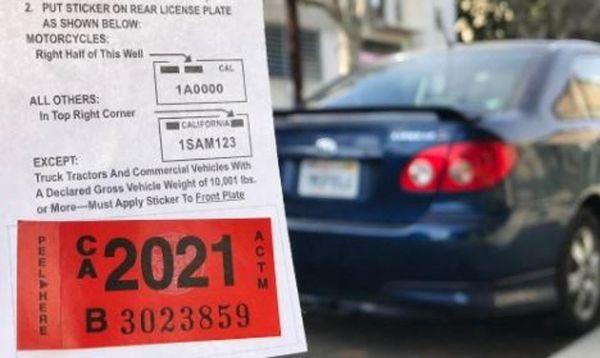 2. PUT STICKER ON REAR LICENSE PLATE
AS SHOWN BELOW:
MOTORCYCLES:
Right Half of This Well
CAL
1A0000
ALL OTHERS:
In Top Right Corner
CALIFORNIA
1SAM123
EXCEPT:
Truck Tractors And Commercial Vehicles With
A Declared Gross Vehicle Weight of 10,001 lbs.
or More—Must Apply Sticker To Front Plate
PEEL HERE
CA 2021
ACTM
B 3023859